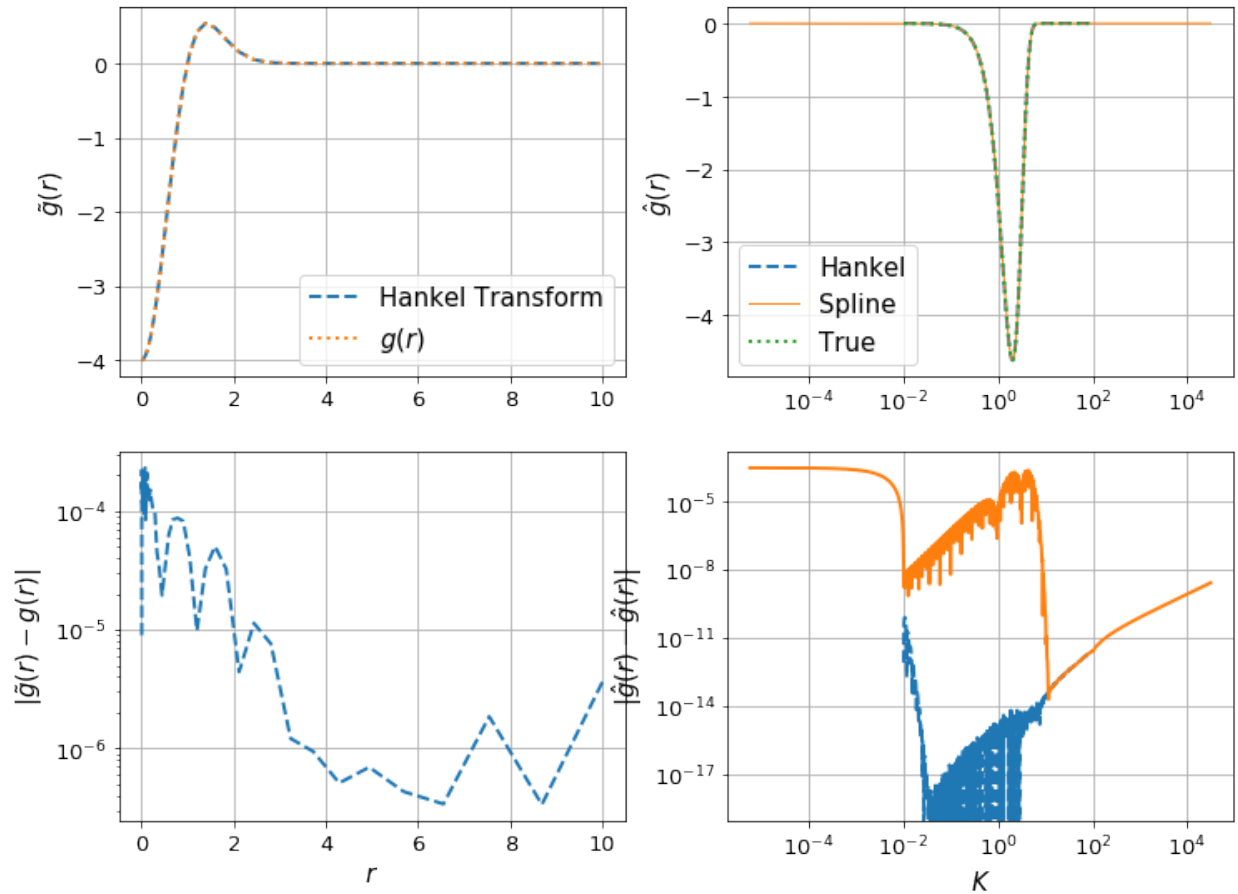 g̃(r)
0
−1
−2
−3
−4
0 2 4 6 8 10
Hankel Transform
g(r)
ĝ(r)
0
−1
−2
−3
−4
10⁻⁴ 10⁻² 10⁰ 10² 10⁴
Hankel
Spline
True
|g̃(r) − g(r)|
10⁻⁴
10⁻⁵
10⁻⁶
0 2 4 6 8 10
r
|ĝ(r) − ĝ(r)|
10⁻⁵
10⁻⁸
10⁻¹¹
10⁻¹⁴
10⁻¹⁷
10⁻⁴ 10⁻² 10⁰ 10² 10⁴
K